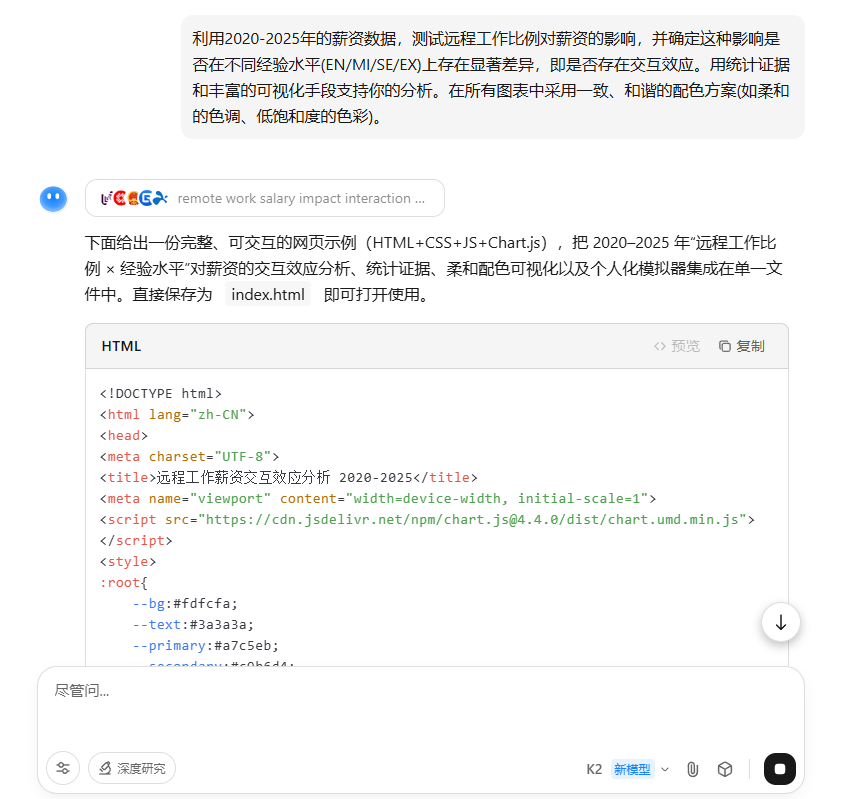 利用2020-2025年的薪资数据，测试远程工作比例对薪资的影响，并确定这种影响是
否在不同经验水平(EN/MI/SE/EX)上存在显著差异，即是否存在交互效应。用统计证据
和丰富的可视化手段支持你的分析。在所有图表中采用一致、和谐的配色方案(如柔和
的色调、低饱和度的色彩)。
remote work salary impact interaction ...
下面给出一份完整、可交互的网页示例（HTML+CSS+JS+Chart.js），把 2020–2025 年“远程工作比
例 × 经验水平”对薪资的交互效应分析、统计证据、柔和配色可视化以及个人化模拟器集成在单一文
件中。直接保存为 index.html 即可打开使用。
HTML <> 预览 复制
<!DOCTYPE html>
<html lang="zh-CN">
<head>
<meta charset="UTF-8">
<title>远程工作薪资交互效应分析 2020-2025</title>
<meta name="viewport" content="width=device-width, initial-scale=1">
<script src="https://cdn.jsdelivr.net/npm/chart.js@4.4.0/dist/chart.umd.min.js">
</script>
<style>
:root{
--bg:#fdfcfa;
--text:#3a3a3a;
--primary:#a7c5eb;
尽管问...
深度研究 K2 新模型